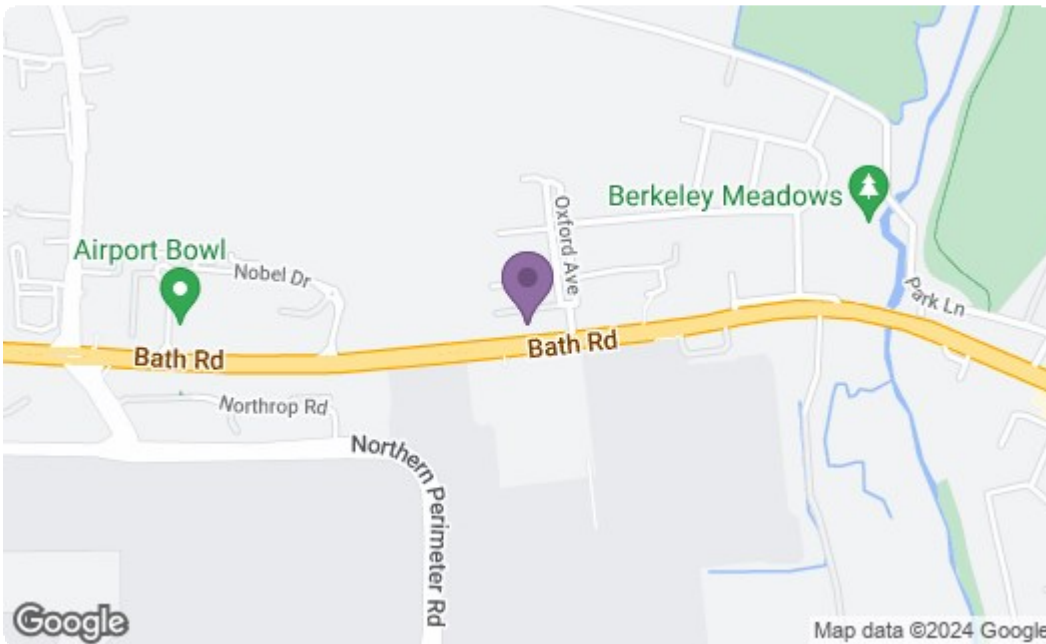 Berkeley Meadows
Oxford Ave
Airport Bowl
Nobel Dr
Park Ln
Bath Rd
Bath Rd
Northrop Rd
Northern Perimeter Rd
Google
Map data ©2024 Google